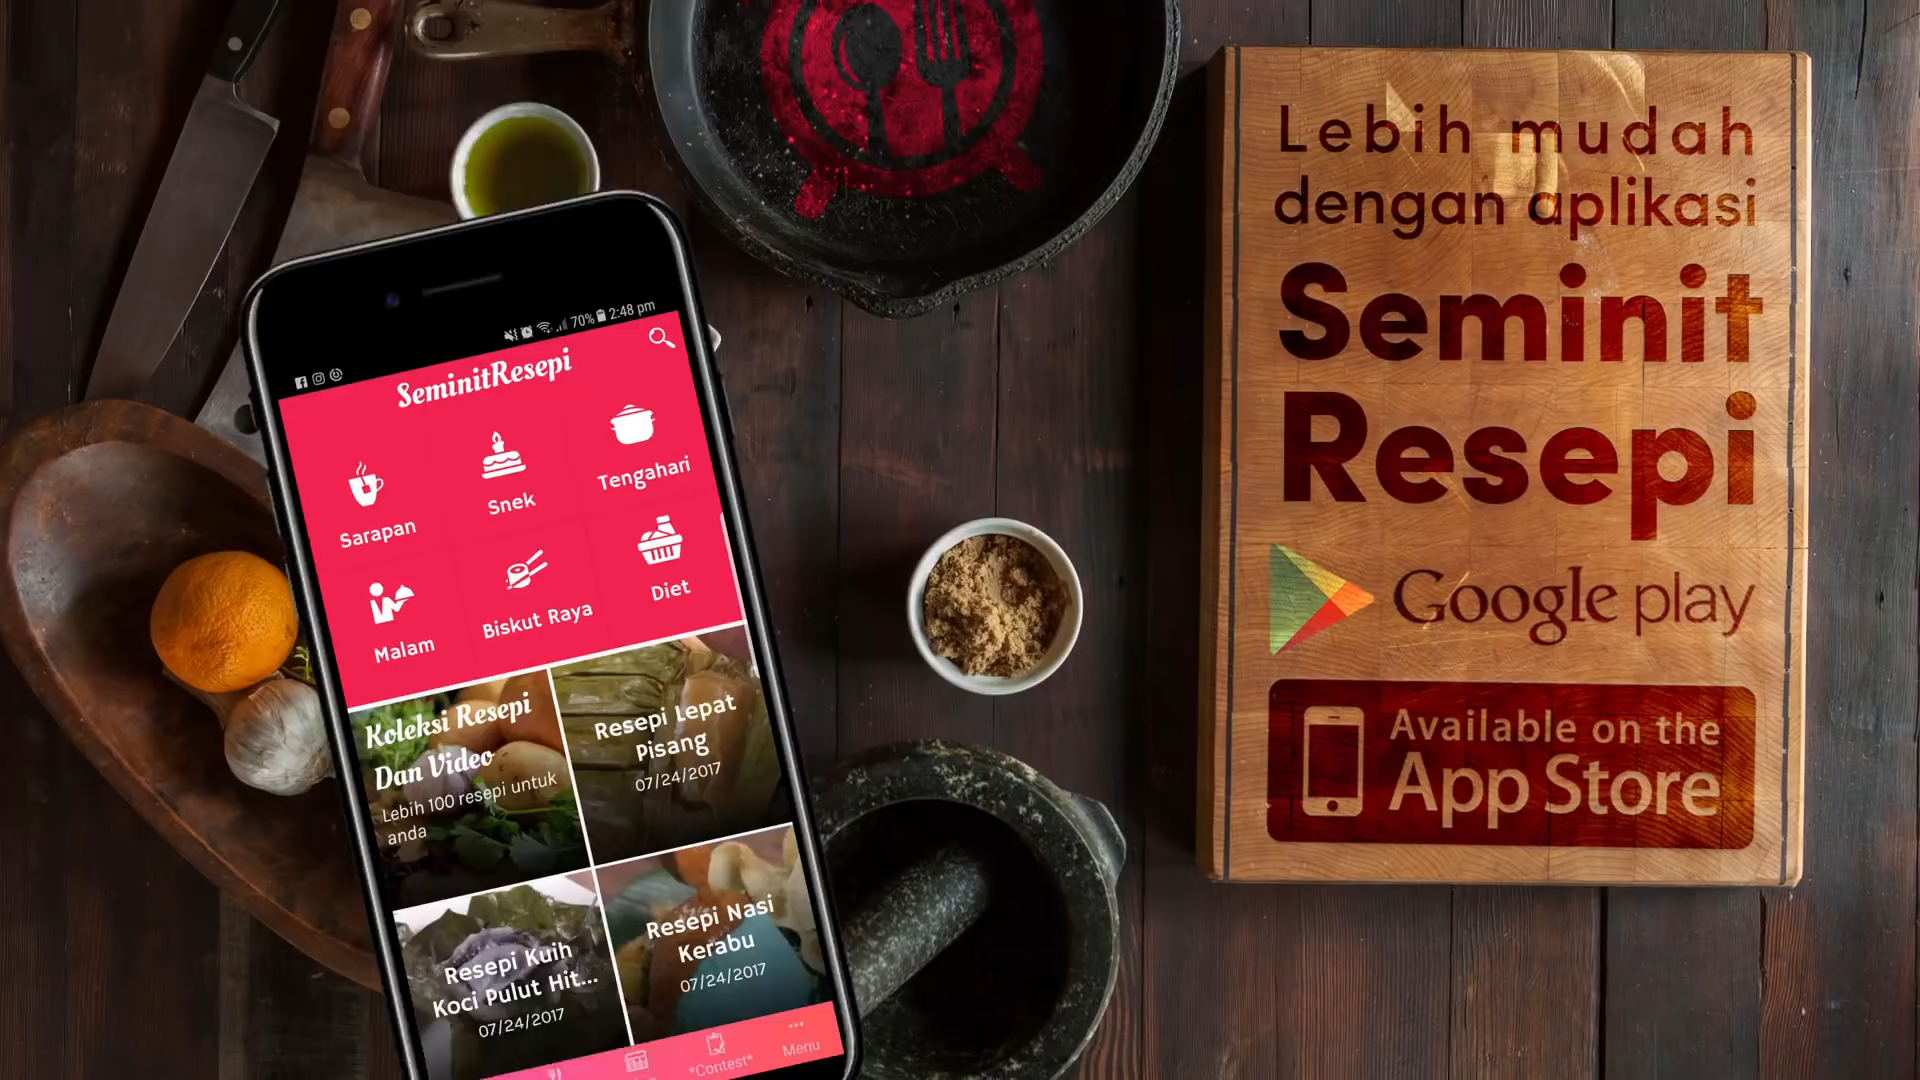 70% 2:48 pm
SeminitResepi
Sarapan
Snek
Tengahari
Malam
Biskut Raya
Diet
Koleksi Resepi
Dan Video
Lebih 100 resepi untuk
anda
Resepi Lepat
Pisang
07/24/2017
Resepi Kuih
Koci Pulut Hit...
07/24/2017
Resepi Nasi
Kerabu
07/24/2017
*Contest*
Menu
Lebih mudah
dengan aplikasi
Seminit
Resepi
Google play
Available on the
App Store